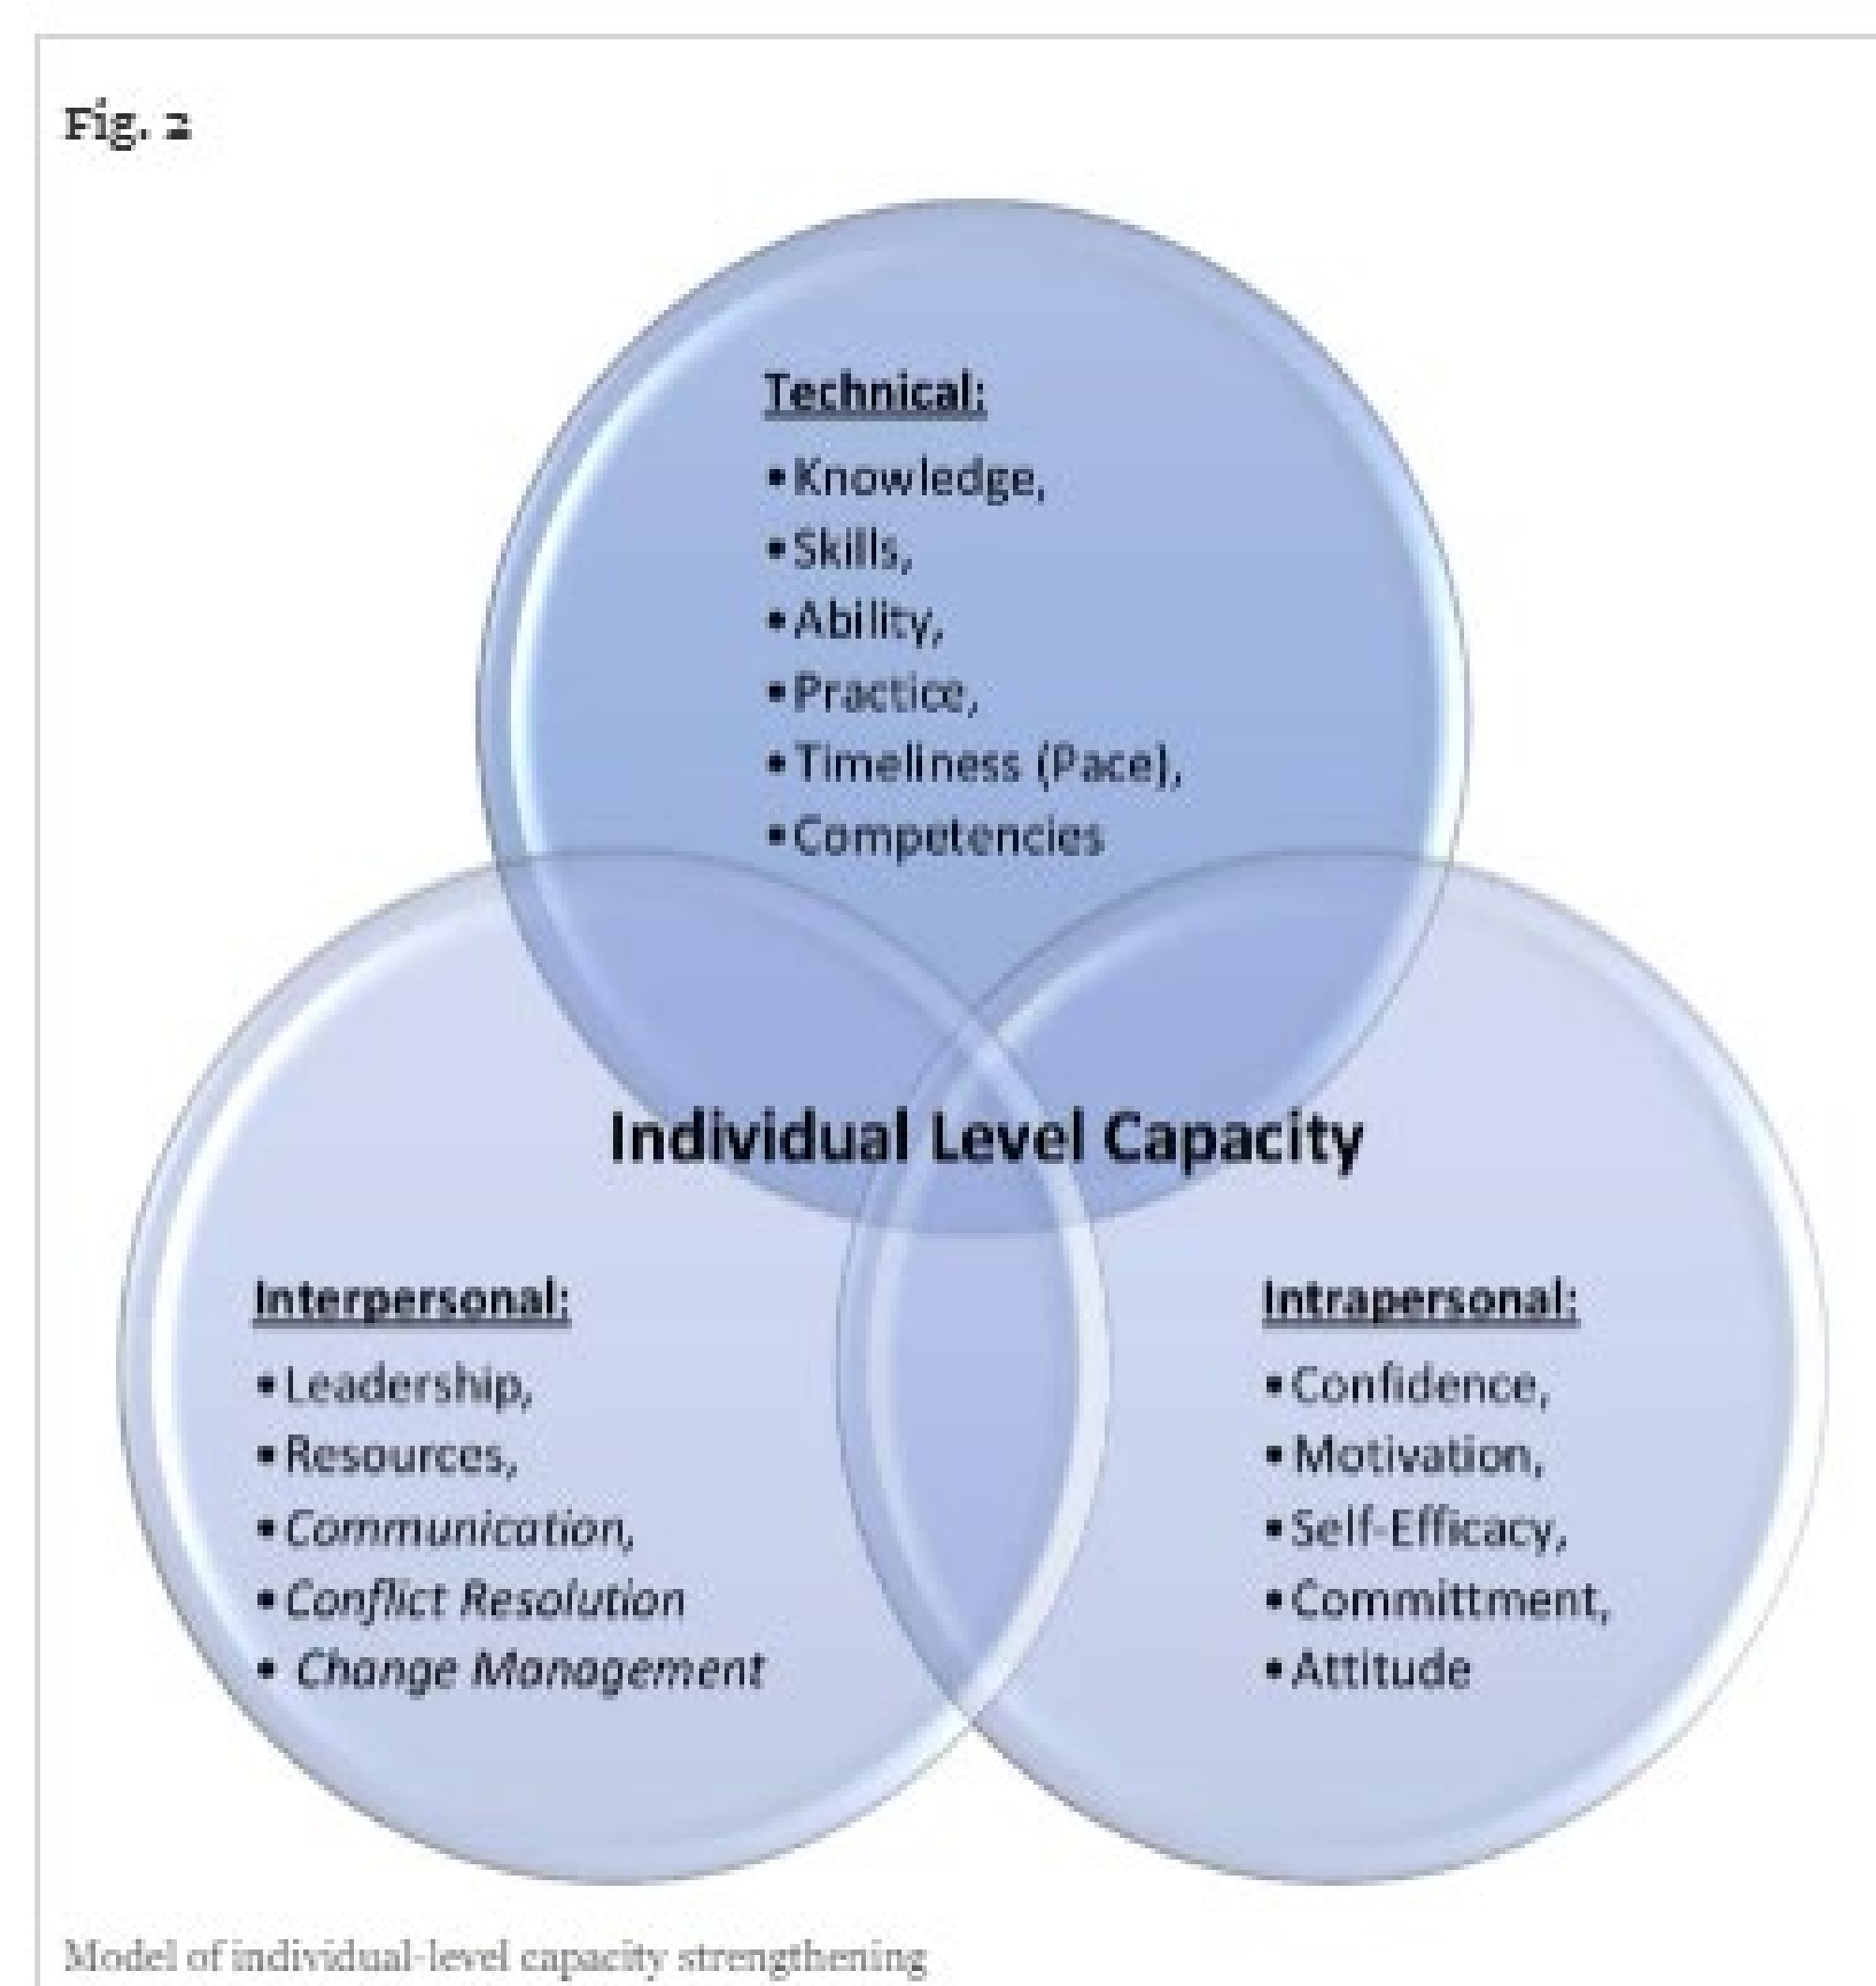 Fig. 2
Technical:
•Knowledge,
•Skills,
•Ability,
•Practice,
•Timeliness (Pace),
•Competencies
Individual Level Capacity
Interpersonal:
•Leadership,
•Resources,
•Communication,
•Conflict Resolution
• Change Management
Intrapersonal:
•Confidence,
•Motivation,
•Self-Efficacy,
•Committment,
•Attitude
Model of individual-level capacity strengthening